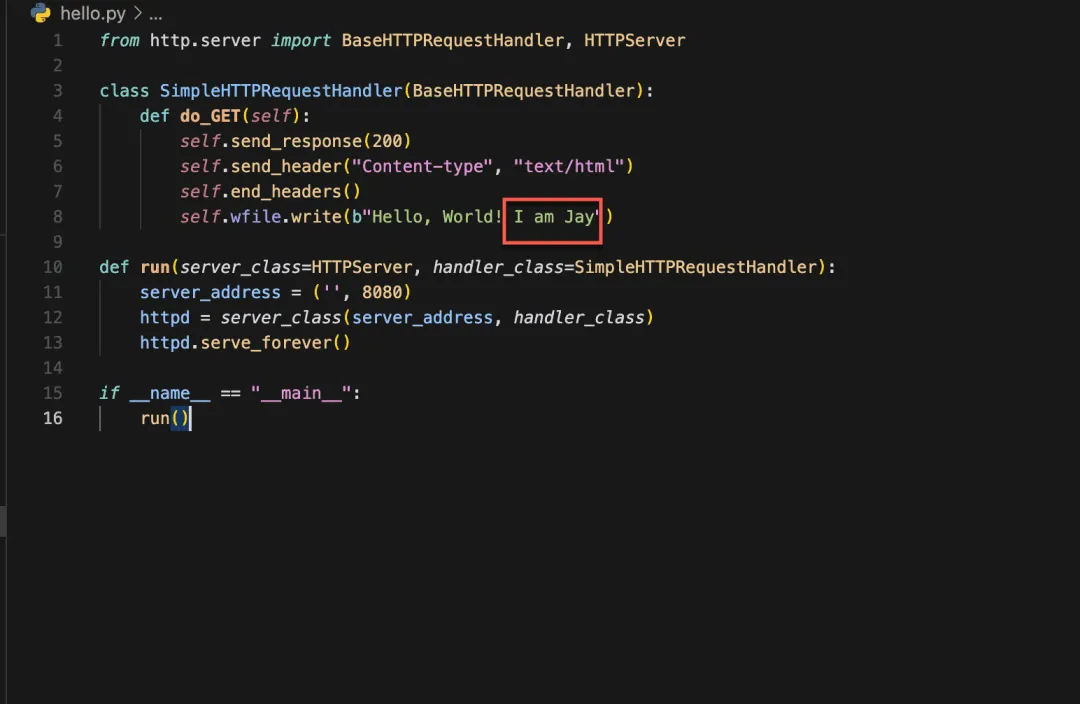 hello.py > ...
1 from http.server import BaseHTTPRequestHandler, HTTPServer
2
3 class SimpleHTTPRequestHandler(BaseHTTPRequestHandler):
4     def do_GET(self):
5         self.send_response(200)
6         self.send_header("Content-type", "text/html")
7         self.end_headers()
8         self.wfile.write(b"Hello, World! I am Jay")
9
10 def run(server_class=HTTPServer, handler_class=SimpleHTTPRequestHandler):
11     server_address = ('', 8080)
12     httpd = server_class(server_address, handler_class)
13     httpd.serve_forever()
14
15 if __name__ == "__main__":
16     run()